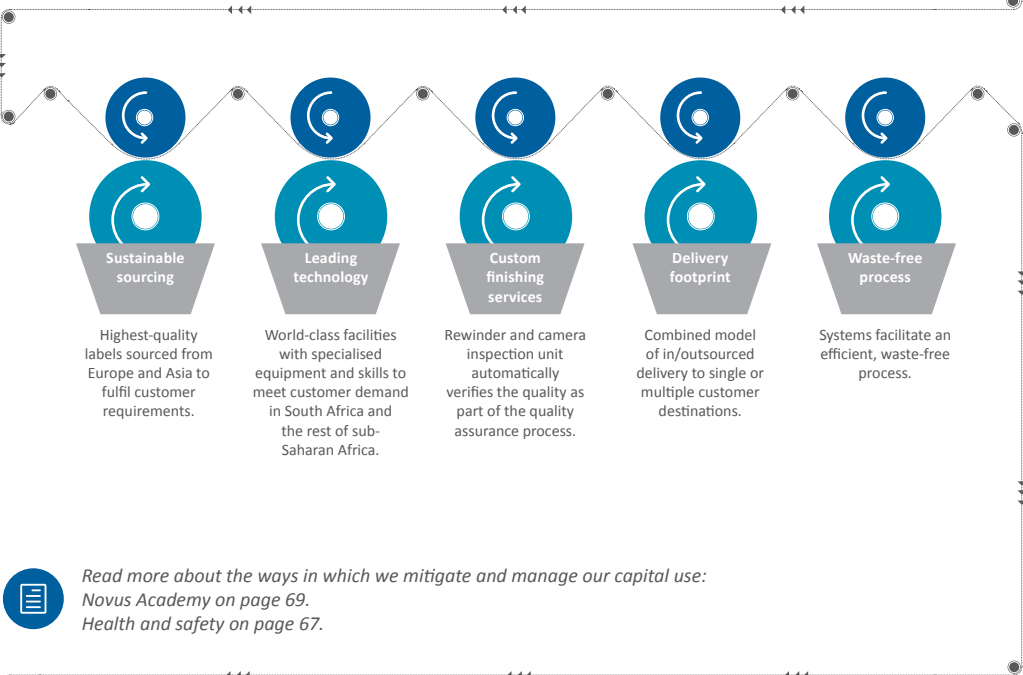 Sustainable
sourcing
Highest-quality
labels sourced from
Europe and Asia to
fulfil customer
requirements.
Leading
technology
World-class facilities
with specialised
equipment and skills to
meet customer demand
in South Africa and
the rest of sub-
Saharan Africa.
Custom
finishing
services
Rewinder and camera
inspection unit
automatically
verifies the quality as
part of the quality
assurance process.
Delivery
footprint
Combined model
of in/outsourced
delivery to single or
multiple customer
destinations.
Waste-free
process
Systems facilitate an
efficient, waste-free
process.
Read more about the ways in which we mitigate and manage our capital use:
Novus Academy on page 69.
Health and safety on page 67.